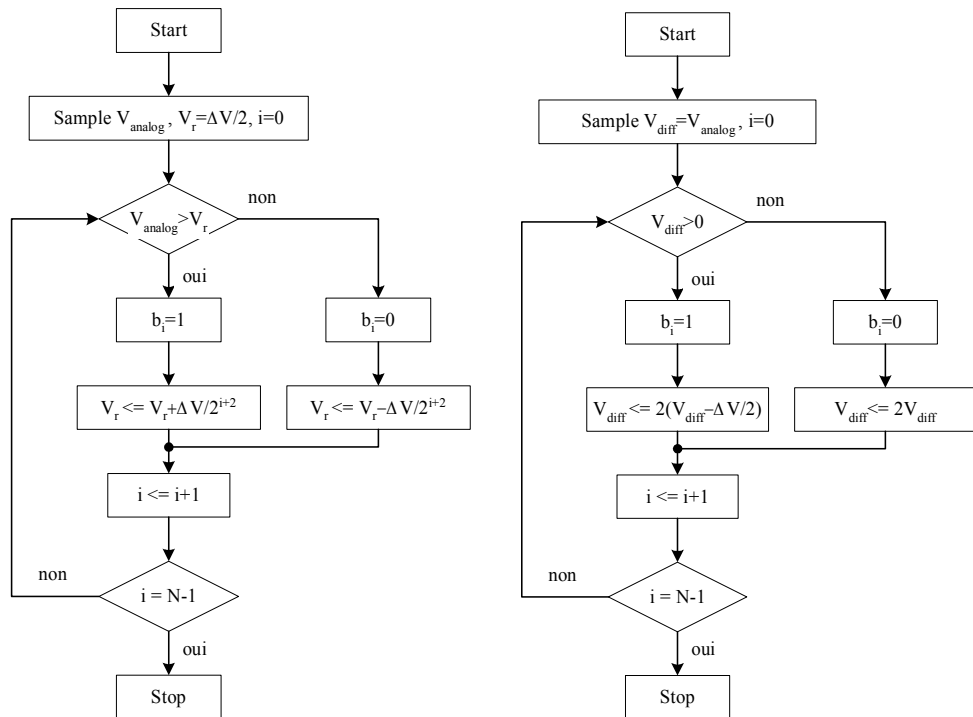 Start
Sample V_analog , V_r=ΔV/2, i=0
V_analog>V_r
non
oui
b_i=1
b_i=0
V_r <= V_r+ΔV/2^{i+2}
V_r <= V_r−ΔV/2^{i+2}
i <= i+1
non
i = N-1
oui
Stop
Start
Sample V_diff=V_analog , i=0
V_diff>0
non
oui
b_i=1
b_i=0
V_diff <= 2(V_diff−ΔV/2)
V_diff <= 2V_diff
i <= i+1
non
i = N-1
oui
Stop